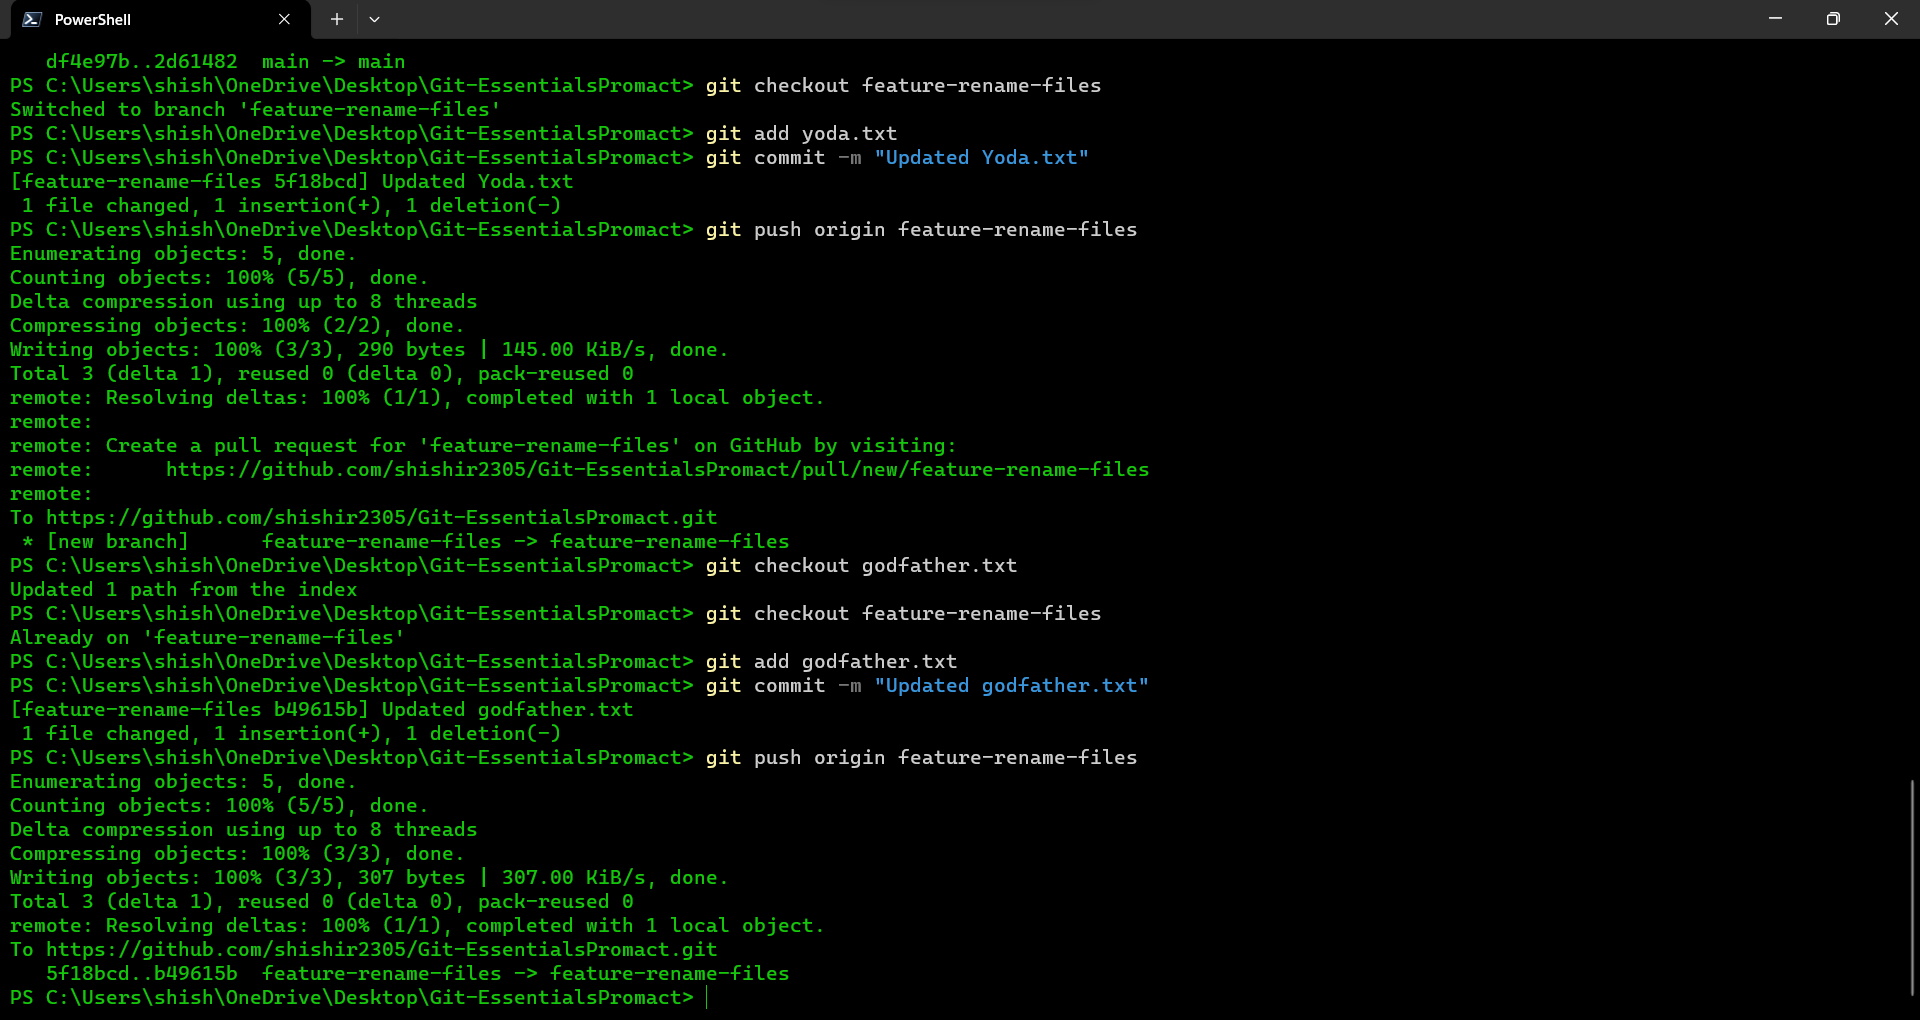 PowerShell
df4e97b..2d61482  main -> main
PS C:\Users\shish\OneDrive\Desktop\Git-EssentialsPromact> git checkout feature-rename-files
Switched to branch 'feature-rename-files'
PS C:\Users\shish\OneDrive\Desktop\Git-EssentialsPromact> git add yoda.txt
PS C:\Users\shish\OneDrive\Desktop\Git-EssentialsPromact> git commit -m "Updated Yoda.txt"
[feature-rename-files 5f18bcd] Updated Yoda.txt
 1 file changed, 1 insertion(+), 1 deletion(-)
PS C:\Users\shish\OneDrive\Desktop\Git-EssentialsPromact> git push origin feature-rename-files
Enumerating objects: 5, done.
Counting objects: 100% (5/5), done.
Delta compression using up to 8 threads
Compressing objects: 100% (2/2), done.
Writing objects: 100% (3/3), 290 bytes | 145.00 KiB/s, done.
Total 3 (delta 1), reused 0 (delta 0), pack-reused 0
remote: Resolving deltas: 100% (1/1), completed with 1 local object.
remote:
remote: Create a pull request for 'feature-rename-files' on GitHub by visiting:
remote:      https://github.com/shishir2305/Git-EssentialsPromact/pull/new/feature-rename-files
remote:
To https://github.com/shishir2305/Git-EssentialsPromact.git
 * [new branch]      feature-rename-files -> feature-rename-files
PS C:\Users\shish\OneDrive\Desktop\Git-EssentialsPromact> git checkout godfather.txt
Updated 1 path from the index
PS C:\Users\shish\OneDrive\Desktop\Git-EssentialsPromact> git checkout feature-rename-files
Already on 'feature-rename-files'
PS C:\Users\shish\OneDrive\Desktop\Git-EssentialsPromact> git add godfather.txt
PS C:\Users\shish\OneDrive\Desktop\Git-EssentialsPromact> git commit -m "Updated godfather.txt"
[feature-rename-files b49615b] Updated godfather.txt
 1 file changed, 1 insertion(+), 1 deletion(-)
PS C:\Users\shish\OneDrive\Desktop\Git-EssentialsPromact> git push origin feature-rename-files
Enumerating objects: 5, done.
Counting objects: 100% (5/5), done.
Delta compression using up to 8 threads
Compressing objects: 100% (3/3), done.
Writing objects: 100% (3/3), 307 bytes | 307.00 KiB/s, done.
Total 3 (delta 1), reused 0 (delta 0), pack-reused 0
remote: Resolving deltas: 100% (1/1), completed with 1 local object.
To https://github.com/shishir2305/Git-EssentialsPromact.git
   5f18bcd..b49615b  feature-rename-files -> feature-rename-files
PS C:\Users\shish\OneDrive\Desktop\Git-EssentialsPromact>